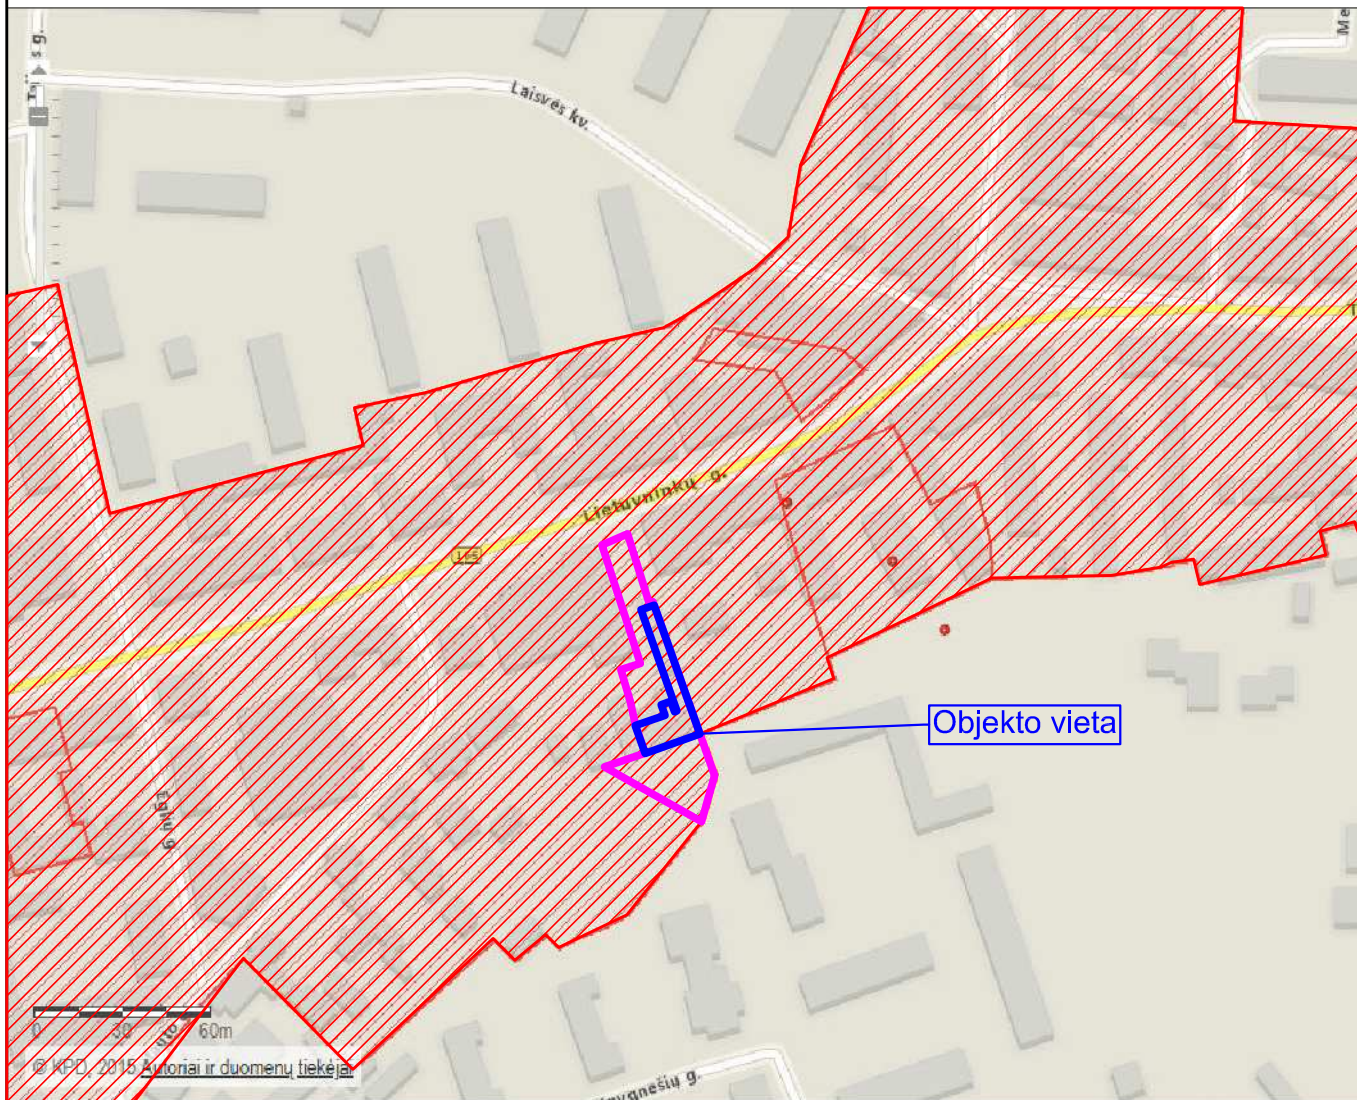 Laisvės kv.
Lietuvninkų g.
Objekto vieta
0 30 60m
© KPD, 2015 Autoriai ir duomenų tiekėjai